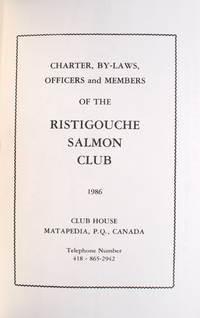 CHARTER, BY-LAWS,
OFFICERS and MEMBERS
OF THE
RISTIGOUCHE
SALMON
CLUB
1986
CLUB HOUSE
MATAPEDIA, P.Q., CANADA
Telephone Number
418 - 865-2942